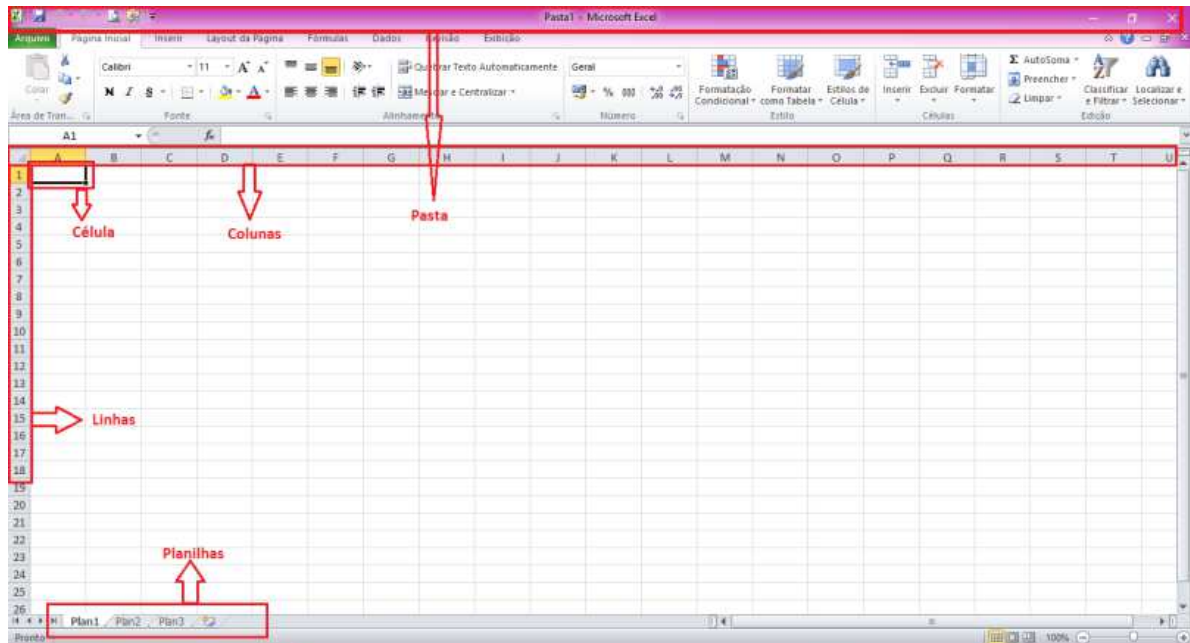 Pasta1 - Microsoft Excel
Arquivo Página Inicial Inserir Layout da Página Fórmulas Dados Revisão Exibição
Colar
Calibri 11 A A
Quebrar Texto Automaticamente
Geral
N I S A
Mesclar e Centralizar
% 000
Formatação Condicional
Formatar como Tabela
Estilos de Célula
Inserir Excluir Formatar
Σ AutoSoma
Preencher
Limpar
Classificar e Filtrar
Localizar e Selecionar
Área de Tran... Fonte Alinhamento Número Estilo Células Edição
A1 fx
A B C D E F G H I J K L M N O P Q R S T U
1
2
3
Pasta
4
Célula Colunas
5
6
7
8
9
10
11
12
13
14
15
Linhas
16
17
18
19
20
21
22
23
Planilhas
24
25
26
Plan1 Plan2 Plan3
Pronto 100%